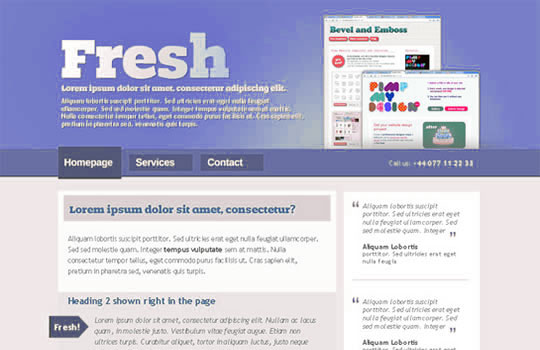 Fresh
Lorem ipsum dolor sit amet, consectetur adipiscing elit.
Aliquam lobortis suscipit porttitor. Sed ultricies erat eget nulla feugiat
ullamcorper. Sed sed molestie quam. Integer tempus vulputate sem at mattis.
Nulla consectetur tempor tellus, eget commodo purus facilisis ut. Cras sapien elit,
pretium in pharetra sed, venenatis quis turpis.
Bevel and Emboss
PIMP
MY
DESIGN
after
Homepage
Services
Contact
Call us: +44 077 11 22 33
Lorem ipsum dolor sit amet, consectetur?
Aliquam lobortis suscipit porttitor. Sed ultricies erat eget nulla feugiat ullamcorper.
Sed sed molestie quam. Integer tempus vulputate sem at mattis. Nulla
consectetur tempor tellus, eget commodo purus facilisis ut. Cras sapien elit,
pretium in pharetra sed, venenatis quis turpis.
Heading 2 shown right in the page
Fresh!
Lorem ipsum dolor sit amet, consectetur adipiscing elit. Nullam ac lacus
quam, in molestie justo. Vestibulum vitae feugiat augue. Etiam non
ultrices turpis. Curabitur aliquet, tortor in aliquam luctus, justo neque
“ Aliquam lobortis suscipit
porttitor. Sed ultricies erat eget
nulla feugiat ullamcorper. Sed
sed molestie quam. Integer ”
Aliquam Lobortis
porttitor. Sed ultricies erat eget
nulla feugia
“ Aliquam lobortis suscipit
porttitor. Sed ultricies erat eget
nulla feugiat ullamcorper. Sed
sed molestie quam. Integer ”
Aliquam Lobortis